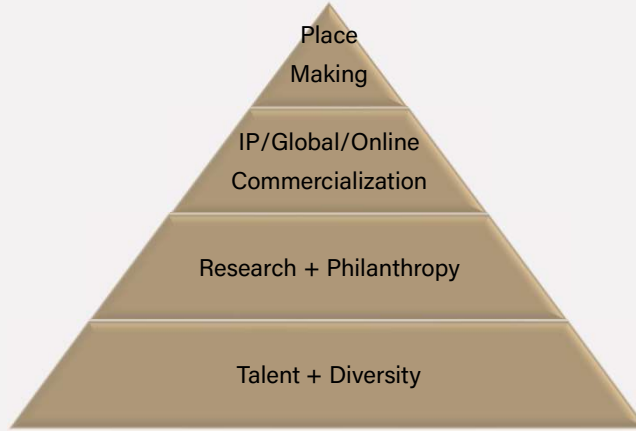 Place
Making
IP/Global/Online
Commercialization
Research + Philanthropy
Talent + Diversity